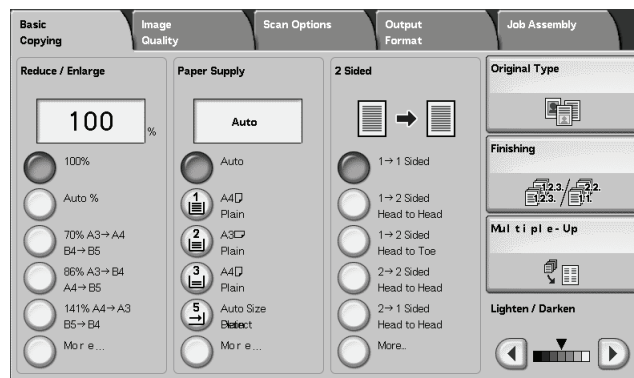 Basic
Copying
Image
Quality
Scan Options
Output
Format
Job Assembly
Reduce / Enlarge
100
%
100%
Auto %
70% A3→A4
B4→B5
86% A3→B4
A4→B5
141% A4→A3
B5→B4
More...
Paper Supply
Auto
Auto
1
A4
Plain
2
A3
Plain
3
A4
Plain
5
Auto Size
More...
2 Sided
1→1 Sided
1→2 Sided
Head to Head
1→2 Sided
Head to Toe
2→2 Sided
Head to Head
2→1 Sided
Head to Head
More..
Original Type
Finishing
1.2.3. / 2.2.
1.2.3. / 1.1.
Multiple-Up
Lighten / Darken